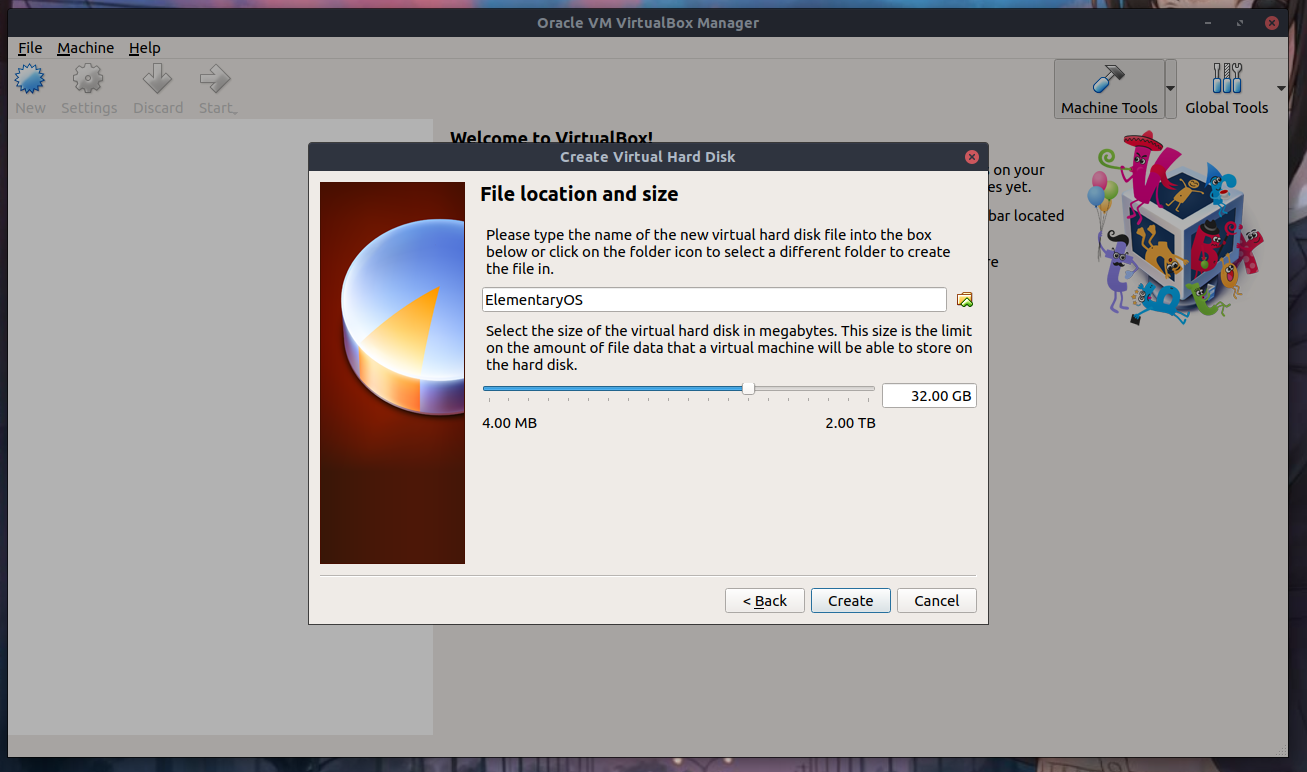 Oracle VM VirtualBox Manager
File Machine Help
New Settings Discard Start
Machine Tools Global Tools
Welcome to VirtualBox!
on your
es yet.
bar located
re
Create Virtual Hard Disk
File location and size
Please type the name of the new virtual hard disk file into the box
below or click on the folder icon to select a different folder to create
the file in.
ElementaryOS
Select the size of the virtual hard disk in megabytes. This size is the limit
on the amount of file data that a virtual machine will be able to store on
the hard disk.
32.00 GB
4.00 MB 2.00 TB
< Back Create Cancel